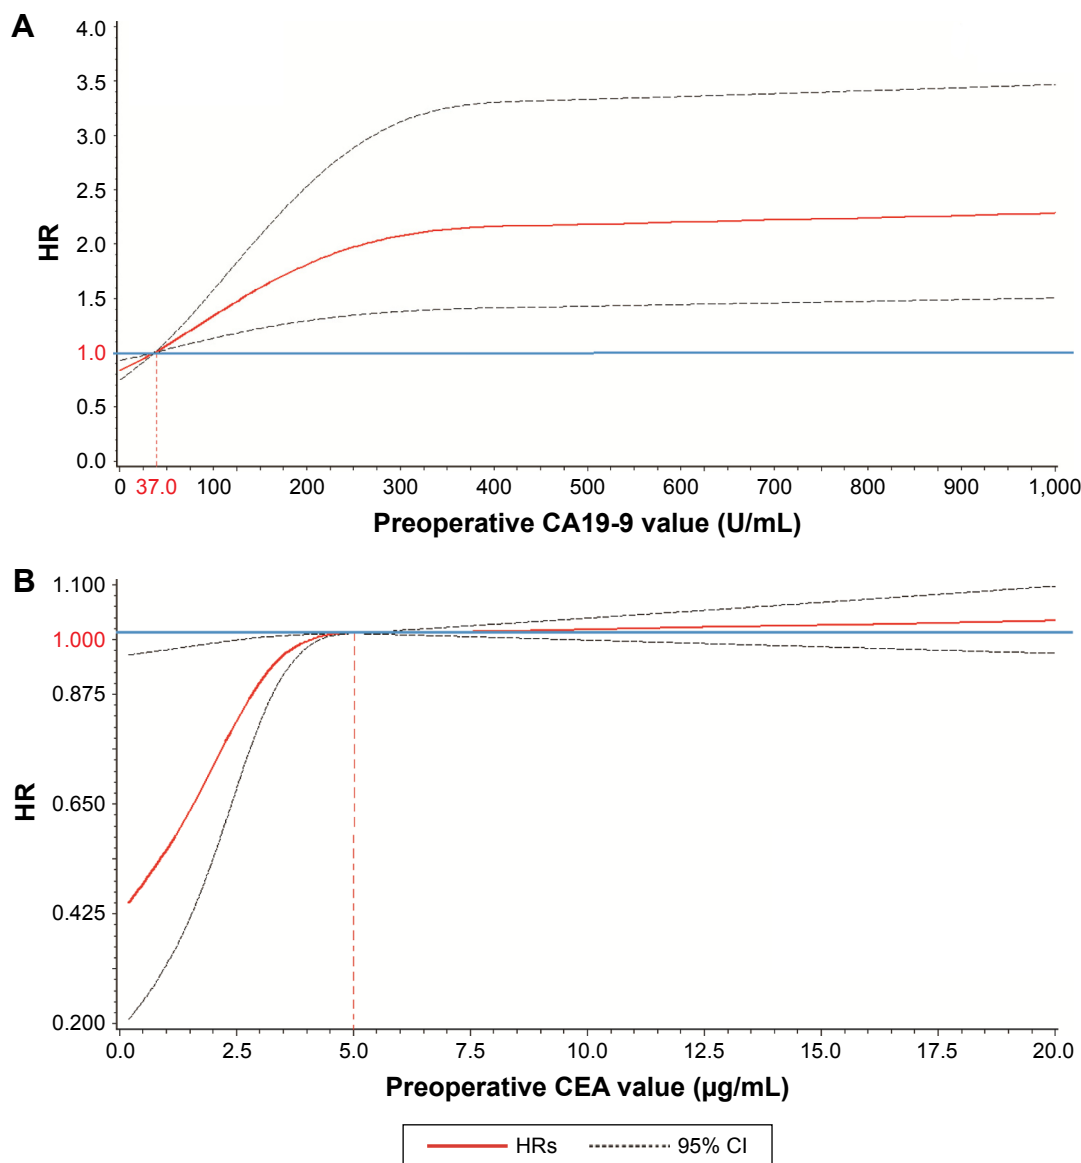 A
4.0
3.5
3.0
2.5
2.0
1.5
1.0
0.5
0.0
HR
0 37.0 100 200 300 400 500 600 700 800 900 1,000
Preoperative CA19-9 value (U/mL)
B
1.100
1.000
0.875
0.650
0.425
0.200
HR
0.0 2.5 5.0 7.5 10.0 12.5 15.0 17.5 20.0
Preoperative CEA value (µg/mL)
HRs 95% CI